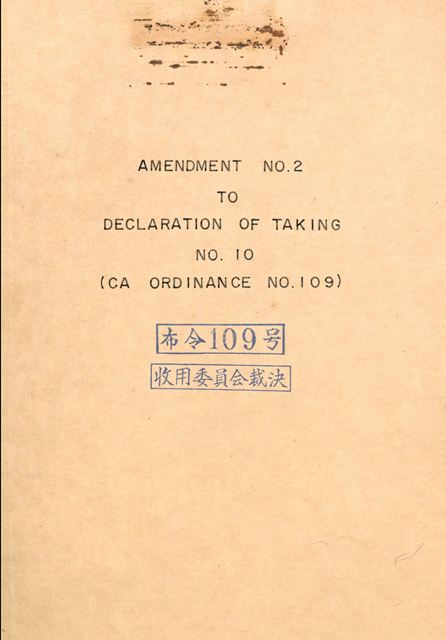 AMENDMENT NO.2
TO
DECLARATION OF TAKING
NO. 10
(CA ORDINANCE NO.109)
布令109号
收用委員会裁決